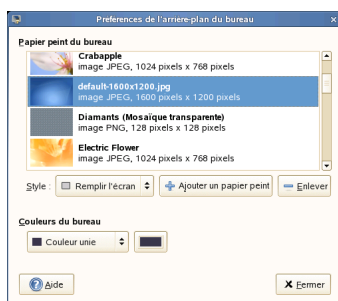 Préférences de l'arrière-plan du bureau
Papier peint du bureau
Crabapple
image JPEG, 1024 pixels x 768 pixels
default-1600x1200.jpg
image JPEG, 1600 pixels x 1200 pixels
Diamants (Mosaïque transparente)
image PNG, 128 pixels x 128 pixels
Electric Flower
image JPEG, 1024 pixels x 768 pixels
Style : Remplir l'écran Ajouter un papier peint Enlever
Couleurs du bureau
Couleur unie
Aide Fermer